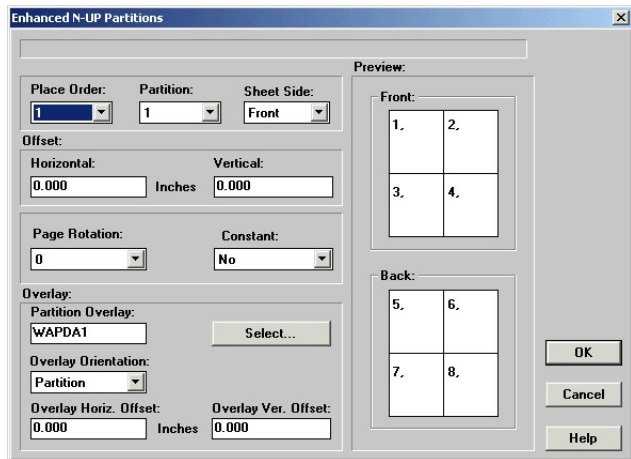 Enhanced N-UP Partitions
Place Order: Partition: Sheet Side:
1 1 Front
Offset:
Horizontal: Vertical:
0.000 Inches 0.000
Page Rotation: Constant:
0 No
Overlay:
Partition Overlay:
WAPDA1 Select...
Overlay Orientation:
Partition
Overlay Horiz. Offset: Overlay Ver. Offset:
0.000 Inches 0.000
Preview:
Front:
1, 2,
3, 4,
Back:
5, 6,
7, 8,
OK
Cancel
Help